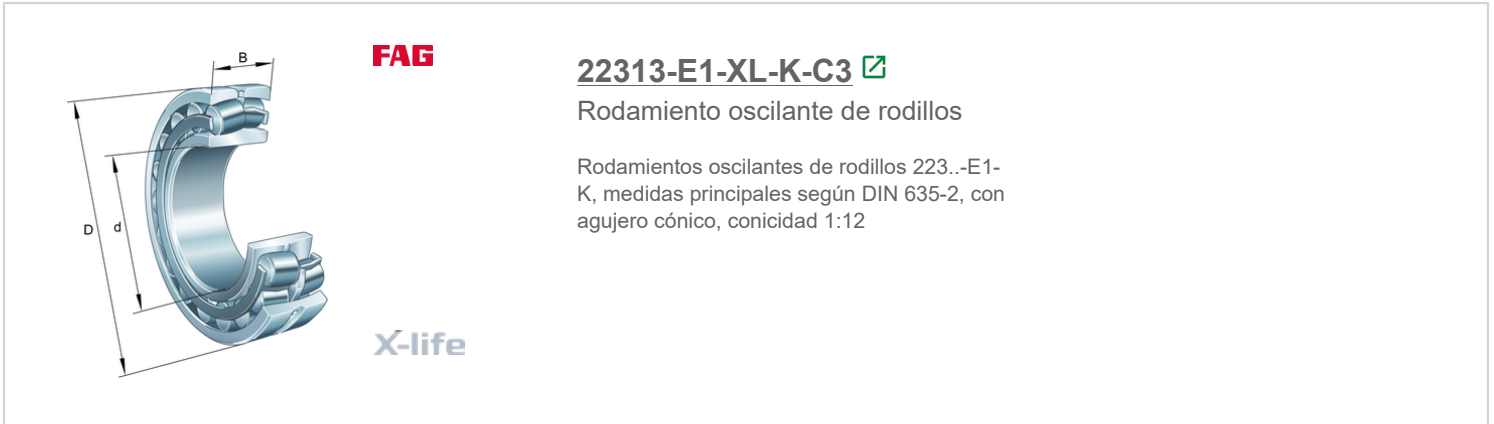 B
D
d
FAG
X-life
22313-E1-XL-K-C3
Rodamiento oscilante de rodillos
Rodamientos oscilantes de rodillos 223..-E1-
K, medidas principales según DIN 635-2, con
agujero cónico, conicidad 1:12